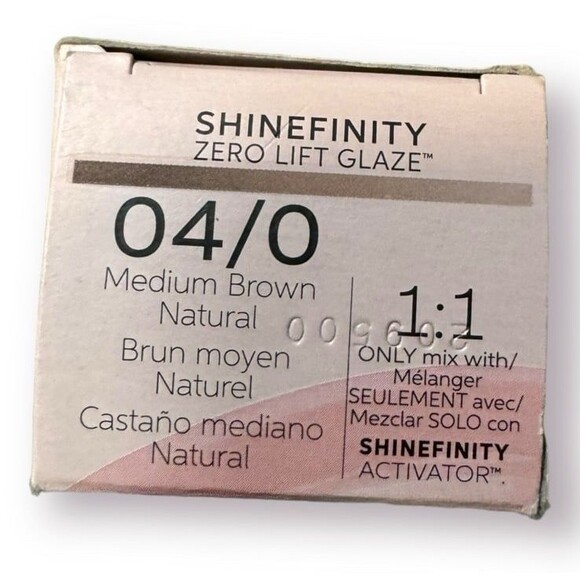 SHINEFINITY
ZERO LIFT GLAZE™
04/0
Medium Brown
Natural
Brun moyen
Naturel
Castaño mediano
Natural
1:1
ONLY mix with/
Mélanger
SEULEMENT avec/
Mezclar SOLO con
SHINEFINITY
ACTIVATOR™.